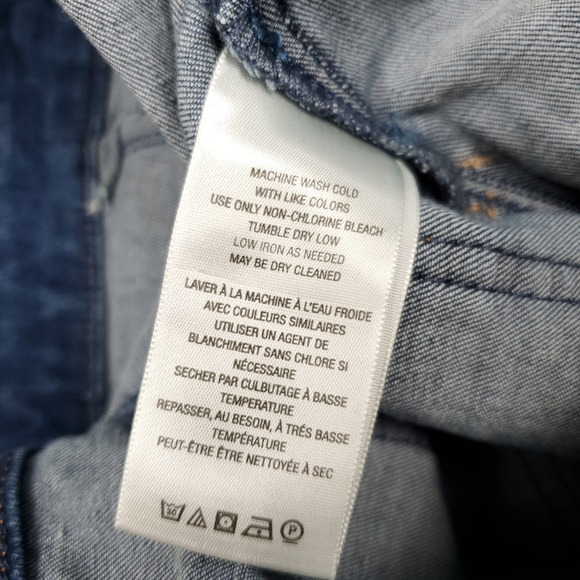 MACHINE WASH COLD
WITH LIKE COLORS
USE ONLY NON-CHLORINE BLEACH
TUMBLE DRY LOW
LOW IRON AS NEEDED
MAY BE DRY CLEANED
LAVER À LA MACHINE À L'EAU FROIDE
AVEC COULEURS SIMILAIRES
UTILISER UN AGENT DE
BLANCHIMENT SANS CHLORE SI
NÉCESSAIRE
SECHER PAR CULBUTAGE À BASSE
TEMPERATURE
REPASSER, AU BESOIN, À TRÉS BASSE
TEMPÉRATURE
PEUT-ÊTRE ÊTRE NETTOYÉE À SEC
30 P